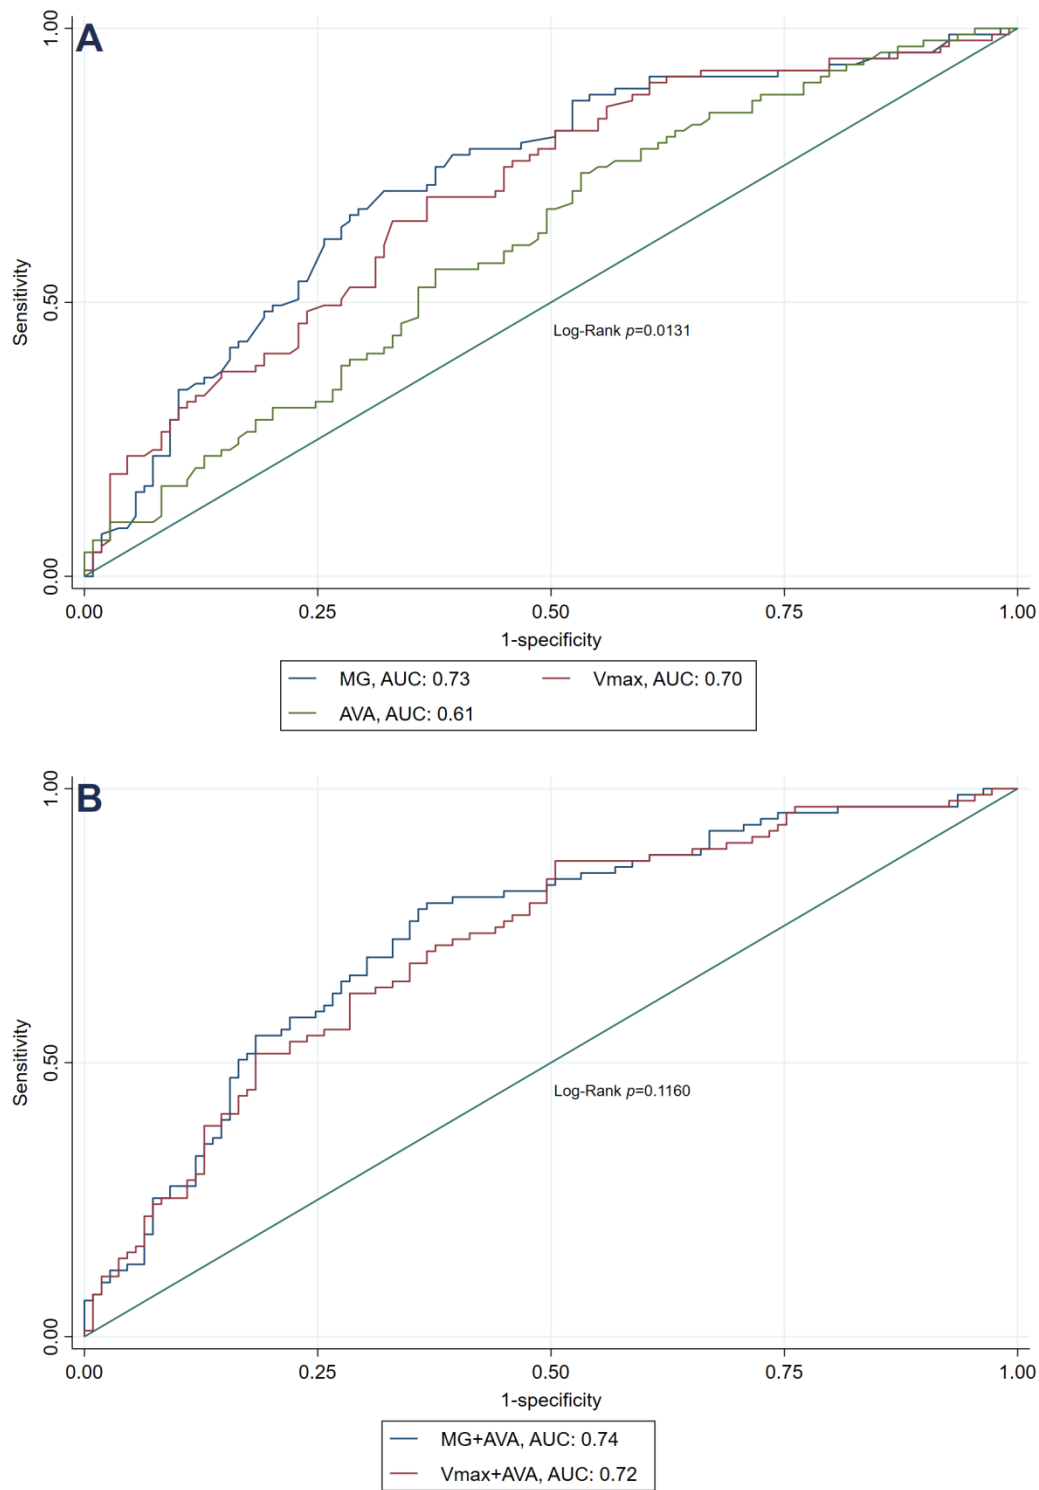 A
1.00
0.50
0.00
Sensitivity
Log-Rank p=0.0131
0.00 0.25 0.50 0.75 1.00
1-specificity
MG, AUC: 0.73 Vmax, AUC: 0.70
AVA, AUC: 0.61
B
1.00
0.50
0.00
Sensitivity
Log-Rank p=0.1160
0.00 0.25 0.50 0.75 1.00
1-specificity
MG+AVA, AUC: 0.74
Vmax+AVA, AUC: 0.72